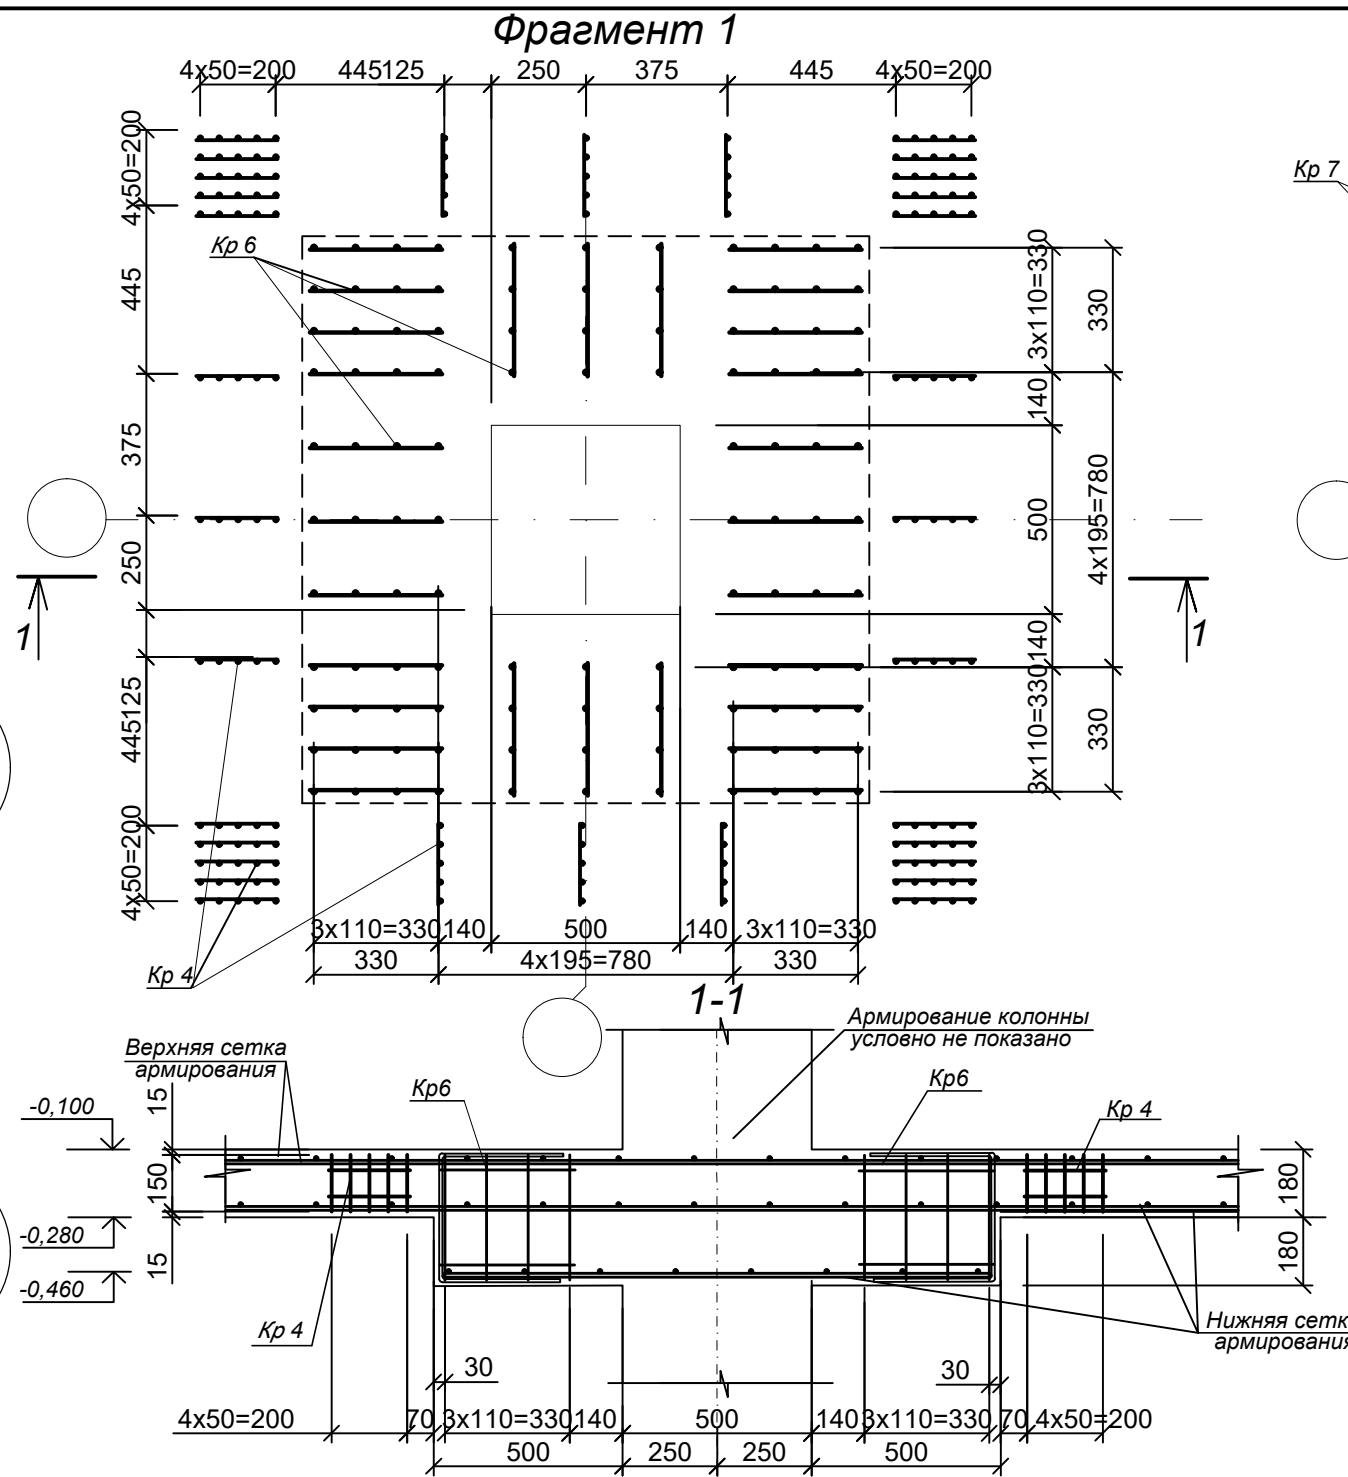 Фрагмент 1
4х50=200 445125 250 375 445 4х50=200
4х50=200
445
375
250
445125
4х50=200
Кр 6
Кр 7
3х110=330
330
140
500
4х195=780
140
3х110=330
330
1
1
3х110=330 140 500 140 3х110=330
330 4х195=780 330
Кр 4
1-1
Армирование колонны
условно не показано
Верхняя сетка
армирования
Кр6
Кр6
Кр 4
-0,100
-0,280
-0,460
15
150
15
180
180
Кр 4
Нижняя сетк
армирования
30
30
4х50=200 70 3х110=330 140 500 140 3х110=330 70 4х50=200
500 250 250 500